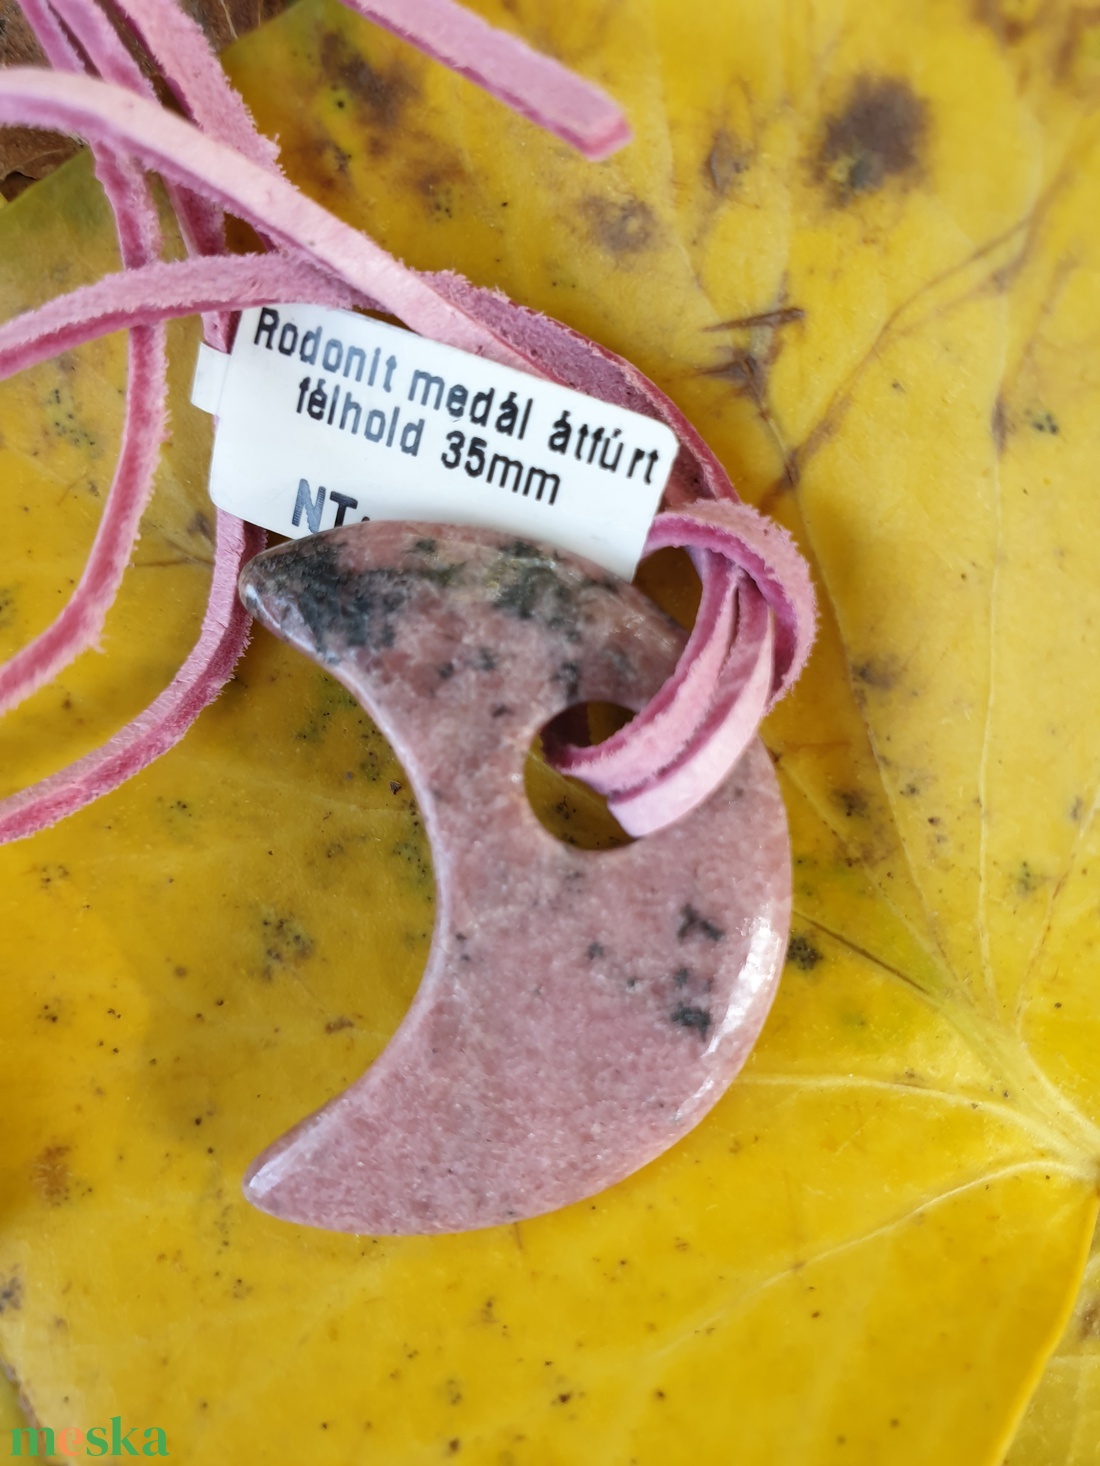 Rodonit medál átfúrt
félhold 35mm
NT
meska